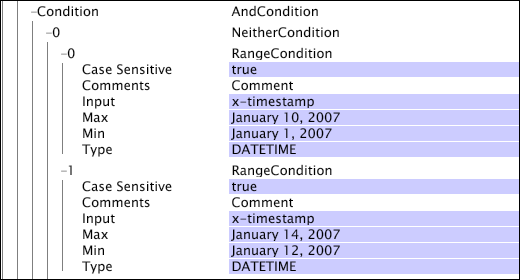 –Condition AndCondition
–0 NeitherCondition
–0 RangeCondition
Case Sensitive true
Comments Comment
Input x-timestamp
Max January 10, 2007
Min January 1, 2007
Type DATETIME
–1 RangeCondition
Case Sensitive true
Comments Comment
Input x-timestamp
Max January 14, 2007
Min January 12, 2007
Type DATETIME